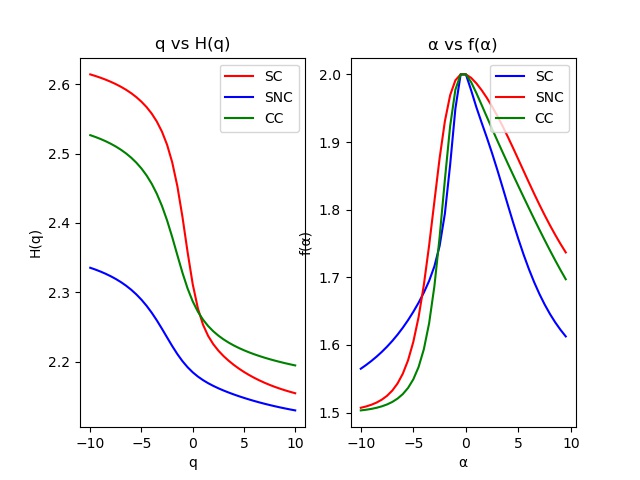 q vs H(q)
H(q)
2.6
2.5
2.4
2.3
2.2
−10
−5
0
5
10
q
SC
SNC
CC
α vs f(α)
f(α)
2.0
1.9
1.8
1.7
1.6
1.5
−10
−5
0
5
10
α
SC
SNC
CC